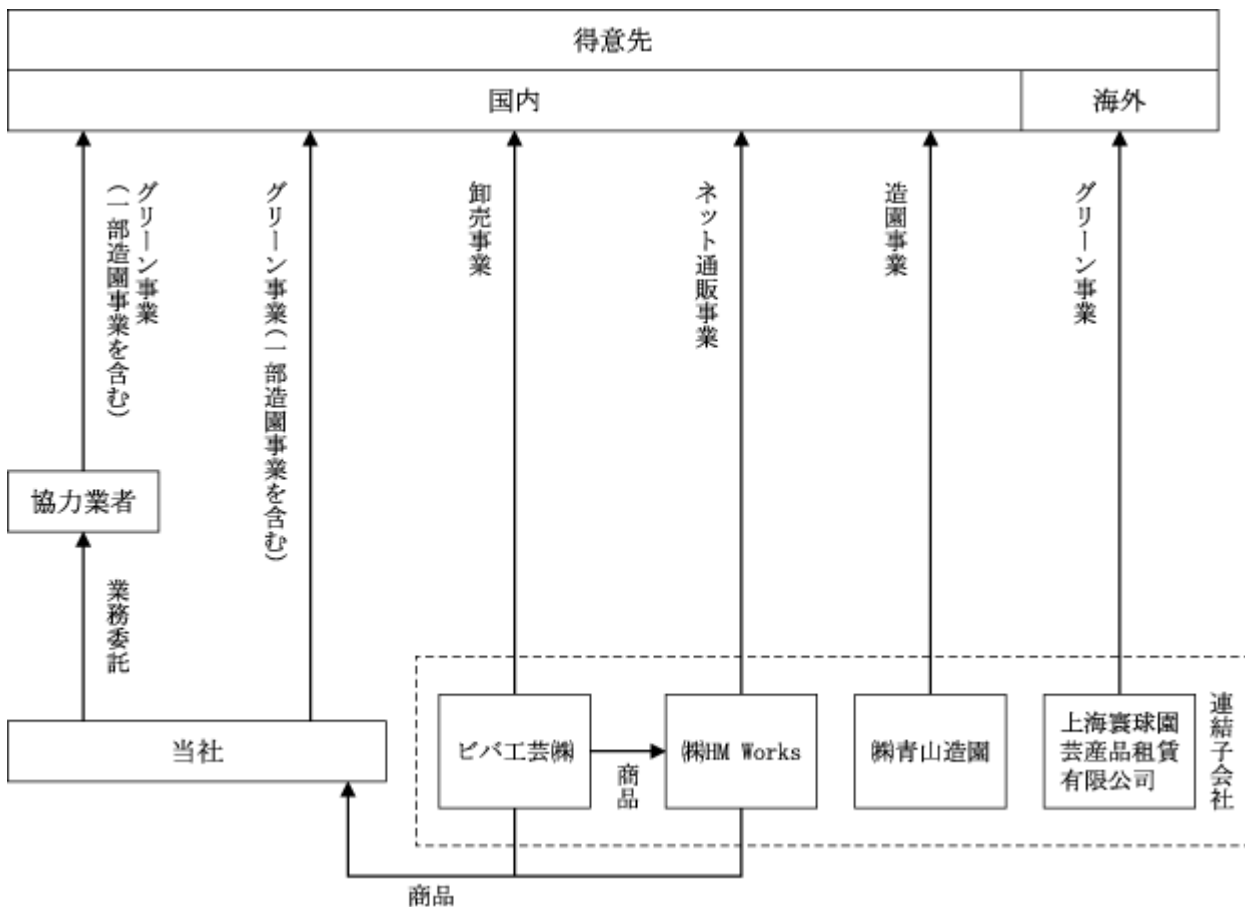 得意先
国内
海外
グリーン事業
(一部造園事業を含む)
グリーン事業(一部造園事業を含む)
卸売事業
ネット通販事業
造園事業
グリーン事業
協力業者
業務委託
当社
ビバ工芸㈱
商品
㈱HM Works
㈱青山造園
上海寰球園
芸産品租賃
有限公司
連結子会社
商品